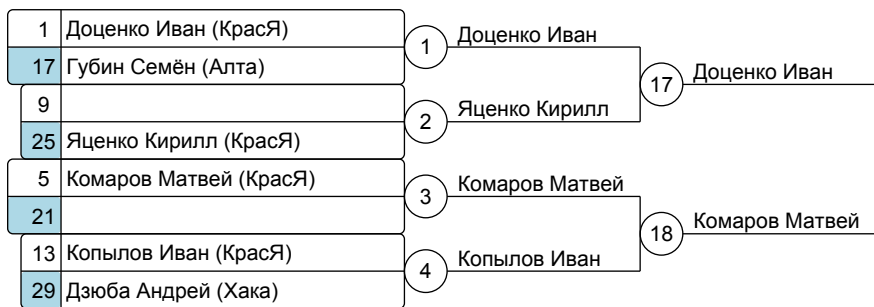 1 Доценко Иван (КрасЯ)
17 Губин Семён (Алта)
9
25 Яценко Кирилл (КрасЯ)
5 Комаров Матвей (КрасЯ)
21
13 Копылов Иван (КрасЯ)
29 Дзюба Андрей (Хака)
1 Доценко Иван
2 Яценко Кирилл
3 Комаров Матвей
4 Копылов Иван
17 Доценко Иван
18 Комаров Матвей